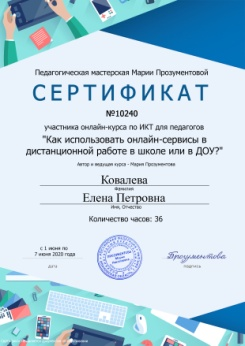 Педагогическая мастерская Марии Прозументовой
СЕРТИФИКАТ
№10240
участника онлайн-курса по ИКТ для педагогов
"Как использовать онлайн-сервисы в
дистанционной работе в школе или в ДОУ?"
Автор и ведущая курса - Мария Прозументова
Ковалева
Фамилия
Елена Петровна
Имя, Отчество
Количество часов: 36
с 1 июня по
7 июня 2020 года
дата
Прозументова
подпись